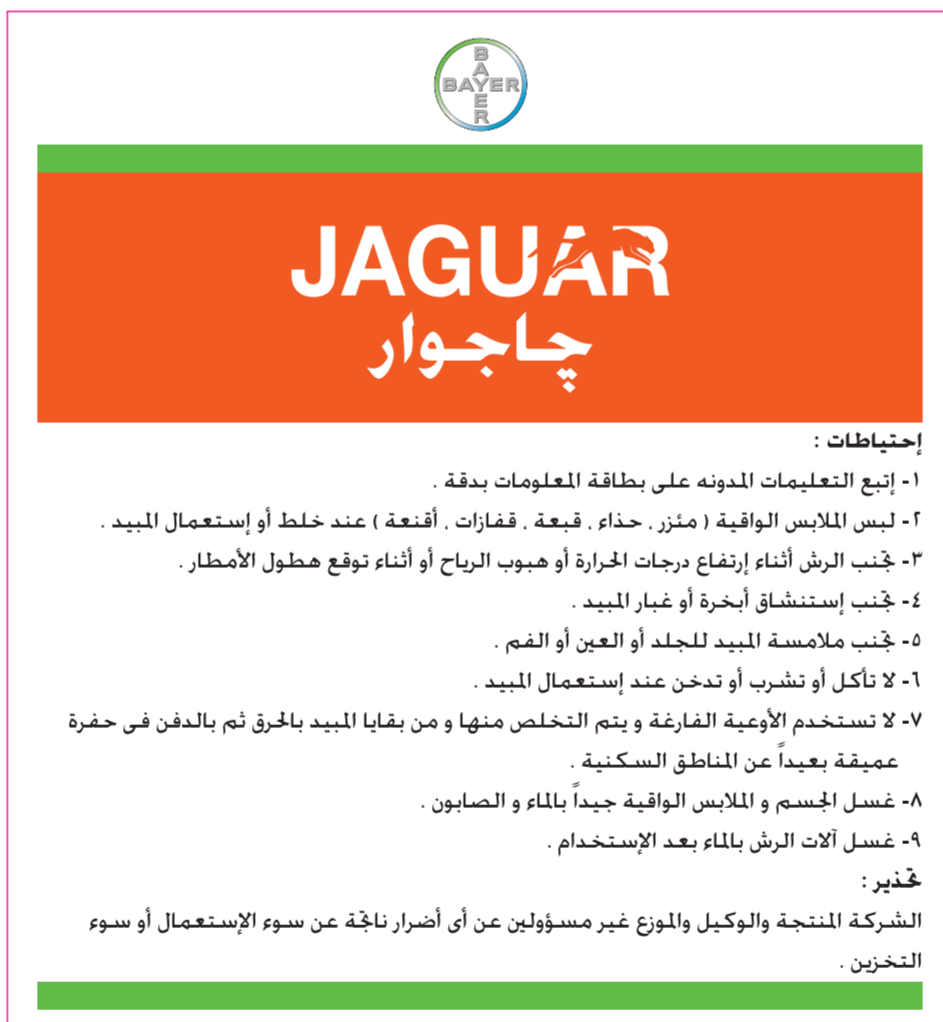 BAYER
BAYER
JAGUAR
چاجوار
إحتياطات :
١- إتبع التعليمات المدونه على بطاقة المعلومات بدقة .
٢- لبس الملابس الواقية ( مئزر ، حذاء ، قبعة ، قفازات ، أقنعة ) عند خلط أو إستعمال المبيد .
٣- تجنب الرش أثناء إرتفاع درجات الحرارة أو هبوب الرياح أو أثناء توقع هطول الأمطار .
٤- تجنب إستنشاق أبخرة أو غبار المبيد .
٥- تجنب ملامسة المبيد للجلد أو العين أو الفم .
٦- لا تأكل أو تشرب أو تدخن عند إستعمال المبيد .
٧- لا تستخدم الأوعية الفارغة و يتم التخلص منها و من بقايا المبيد بالحرق ثم بالدفن فى حفرة
عميقة بعيداً عن المناطق السكنية .
٨- غسل الجسم و الملابس الواقية جيداً بالماء و الصابون .
٩- غسل آلات الرش بالماء بعد الإستخدام .
تحذير :
الشركة المنتجة والوكيل والموزع غير مسؤولين عن أى أضرار ناتجة عن سوء الإستعمال أو سوء
التخزين .